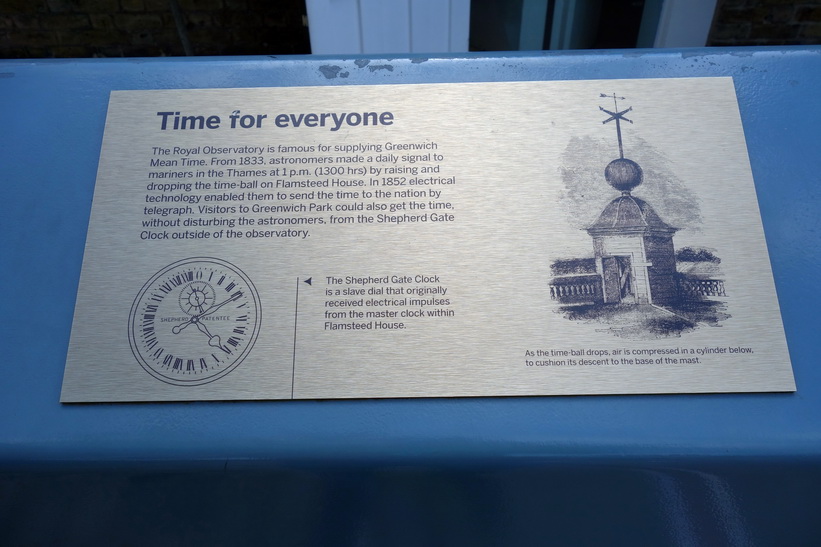 Time for everyone
The Royal Observatory is famous for supplying Greenwich
Mean Time. From 1833, astronomers made a daily signal to
mariners in the Thames at 1 p.m. (1300 hrs) by raising and
dropping the time-ball on Flamsteed House. In 1852 electrical
technology enabled them to send the time to the nation by
telegraph. Visitors to Greenwich Park could also get the time,
without disturbing the astronomers, from the Shepherd Gate
Clock outside of the observatory.
SHEPHERD PATENTEE
The Shepherd Gate Clock
is a slave dial that originally
received electrical impulses
from the master clock within
Flamsteed House.
As the time-ball drops, air is compressed in a cylinder below,
to cushion its descent to the base of the mast.